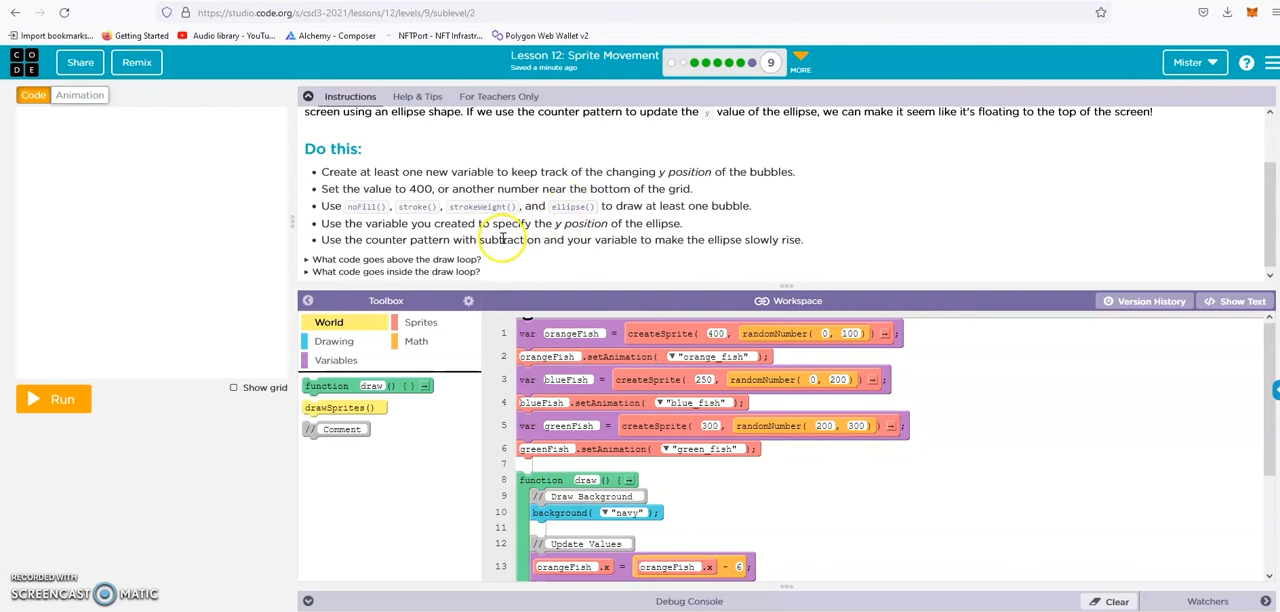 https://studio.code.org/s/csd3-2021/lessons/12/levels/9/sublevel/2
Import bookmarks... Getting Started Audio library - YouTu... Alchemy - Composer NFTPort - NFT Infrastr... Polygon Web Wallet v2
C O D E Share Remix Lesson 12: Sprite Movement 9 MORE Mister ?
Saved a minute ago
Code Animation Instructions Help & Tips For Teachers Only
screen using an ellipse shape. If we use the counter pattern to update the y value of the ellipse, we can make it seem like it's floating to the top of the screen!
Do this:
• Create at least one new variable to keep track of the changing y position of the bubbles.
• Set the value to 400, or another number near the bottom of the grid.
• Use noFill(), stroke(), strokeWeight(), and ellipse() to draw at least one bubble.
• Use the variable you created to specify the y position of the ellipse.
• Use the counter pattern with subtraction and your variable to make the ellipse slowly rise.
What code goes above the draw loop?
What code goes inside the draw loop?
Toolbox Workspace Version History </> Show Text
World Sprites
Drawing Math
Variables
function draw() { }
drawSprites()
// Comment
Run Show grid
1 var orangeFish = createSprite( 400, randomNumber( 0, 100) ) ;
2 orangeFish .setAnimation( "orange_fish" );
3 var blueFish = createSprite( 250, randomNumber( 0, 200) ) ;
4 blueFish .setAnimation( "blue_fish" );
5 var greenFish = createSprite( 300, randomNumber( 200, 300) ) ;
6 greenFish .setAnimation( "green_fish" );
7
8 function draw() {
9 // Draw Background
10 background( "navy" );
11
12 // Update Values
13 orangeFish .x = orangeFish .x - 6 ;
RECORDED WITH
SCREENCAST MATIC
Debug Console Clear Watchers